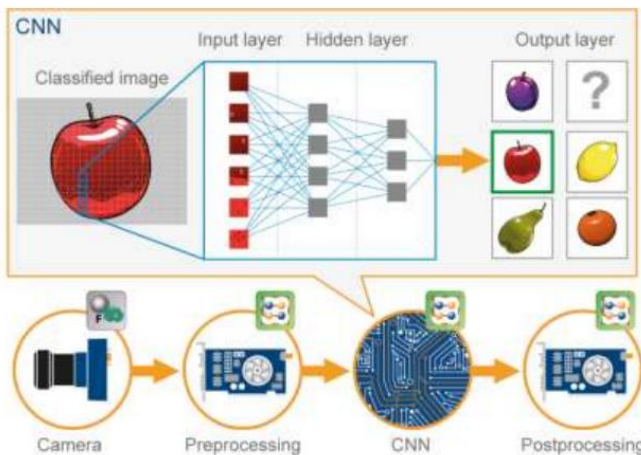 CNN
Input layer
Hidden layer
Output layer
Classified image
?
F
Camera
Preprocessing
CNN
Postprocessing